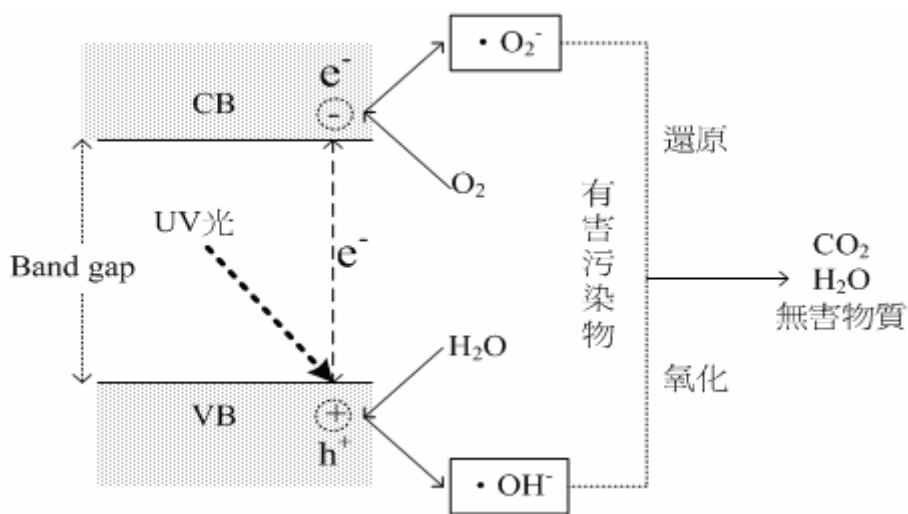 e⁻
CB
-
· O₂⁻
O₂
還原
UV光
e⁻
Band gap
有害污染物
CO₂
H₂O
無害物質
H₂O
氧化
VB
+
h⁺
· OH⁻